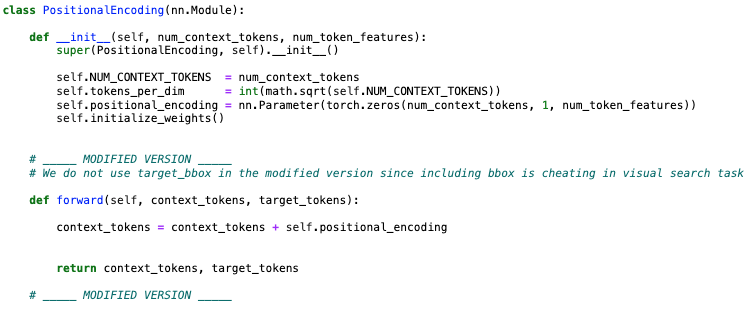 class PositionalEncoding(nn.Module):
def __init__(self, num_context_tokens, num_token_features):
super(PositionalEncoding, self).__init__()
self.NUM_CONTEXT_TOKENS = num_context_tokens
self.tokens_per_dim = int(math.sqrt(self.NUM_CONTEXT_TOKENS))
self.positional_encoding = nn.Parameter(torch.zeros(num_context_tokens, 1, num_token_features))
self.initialize_weights()
# _____ MODIFIED VERSION _____
# We do not use target_bbox in the modified version since including bbox is cheating in visual search task
def forward(self, context_tokens, target_tokens):
context_tokens = context_tokens + self.positional_encoding
return context_tokens, target_tokens
# _____ MODIFIED VERSION _____